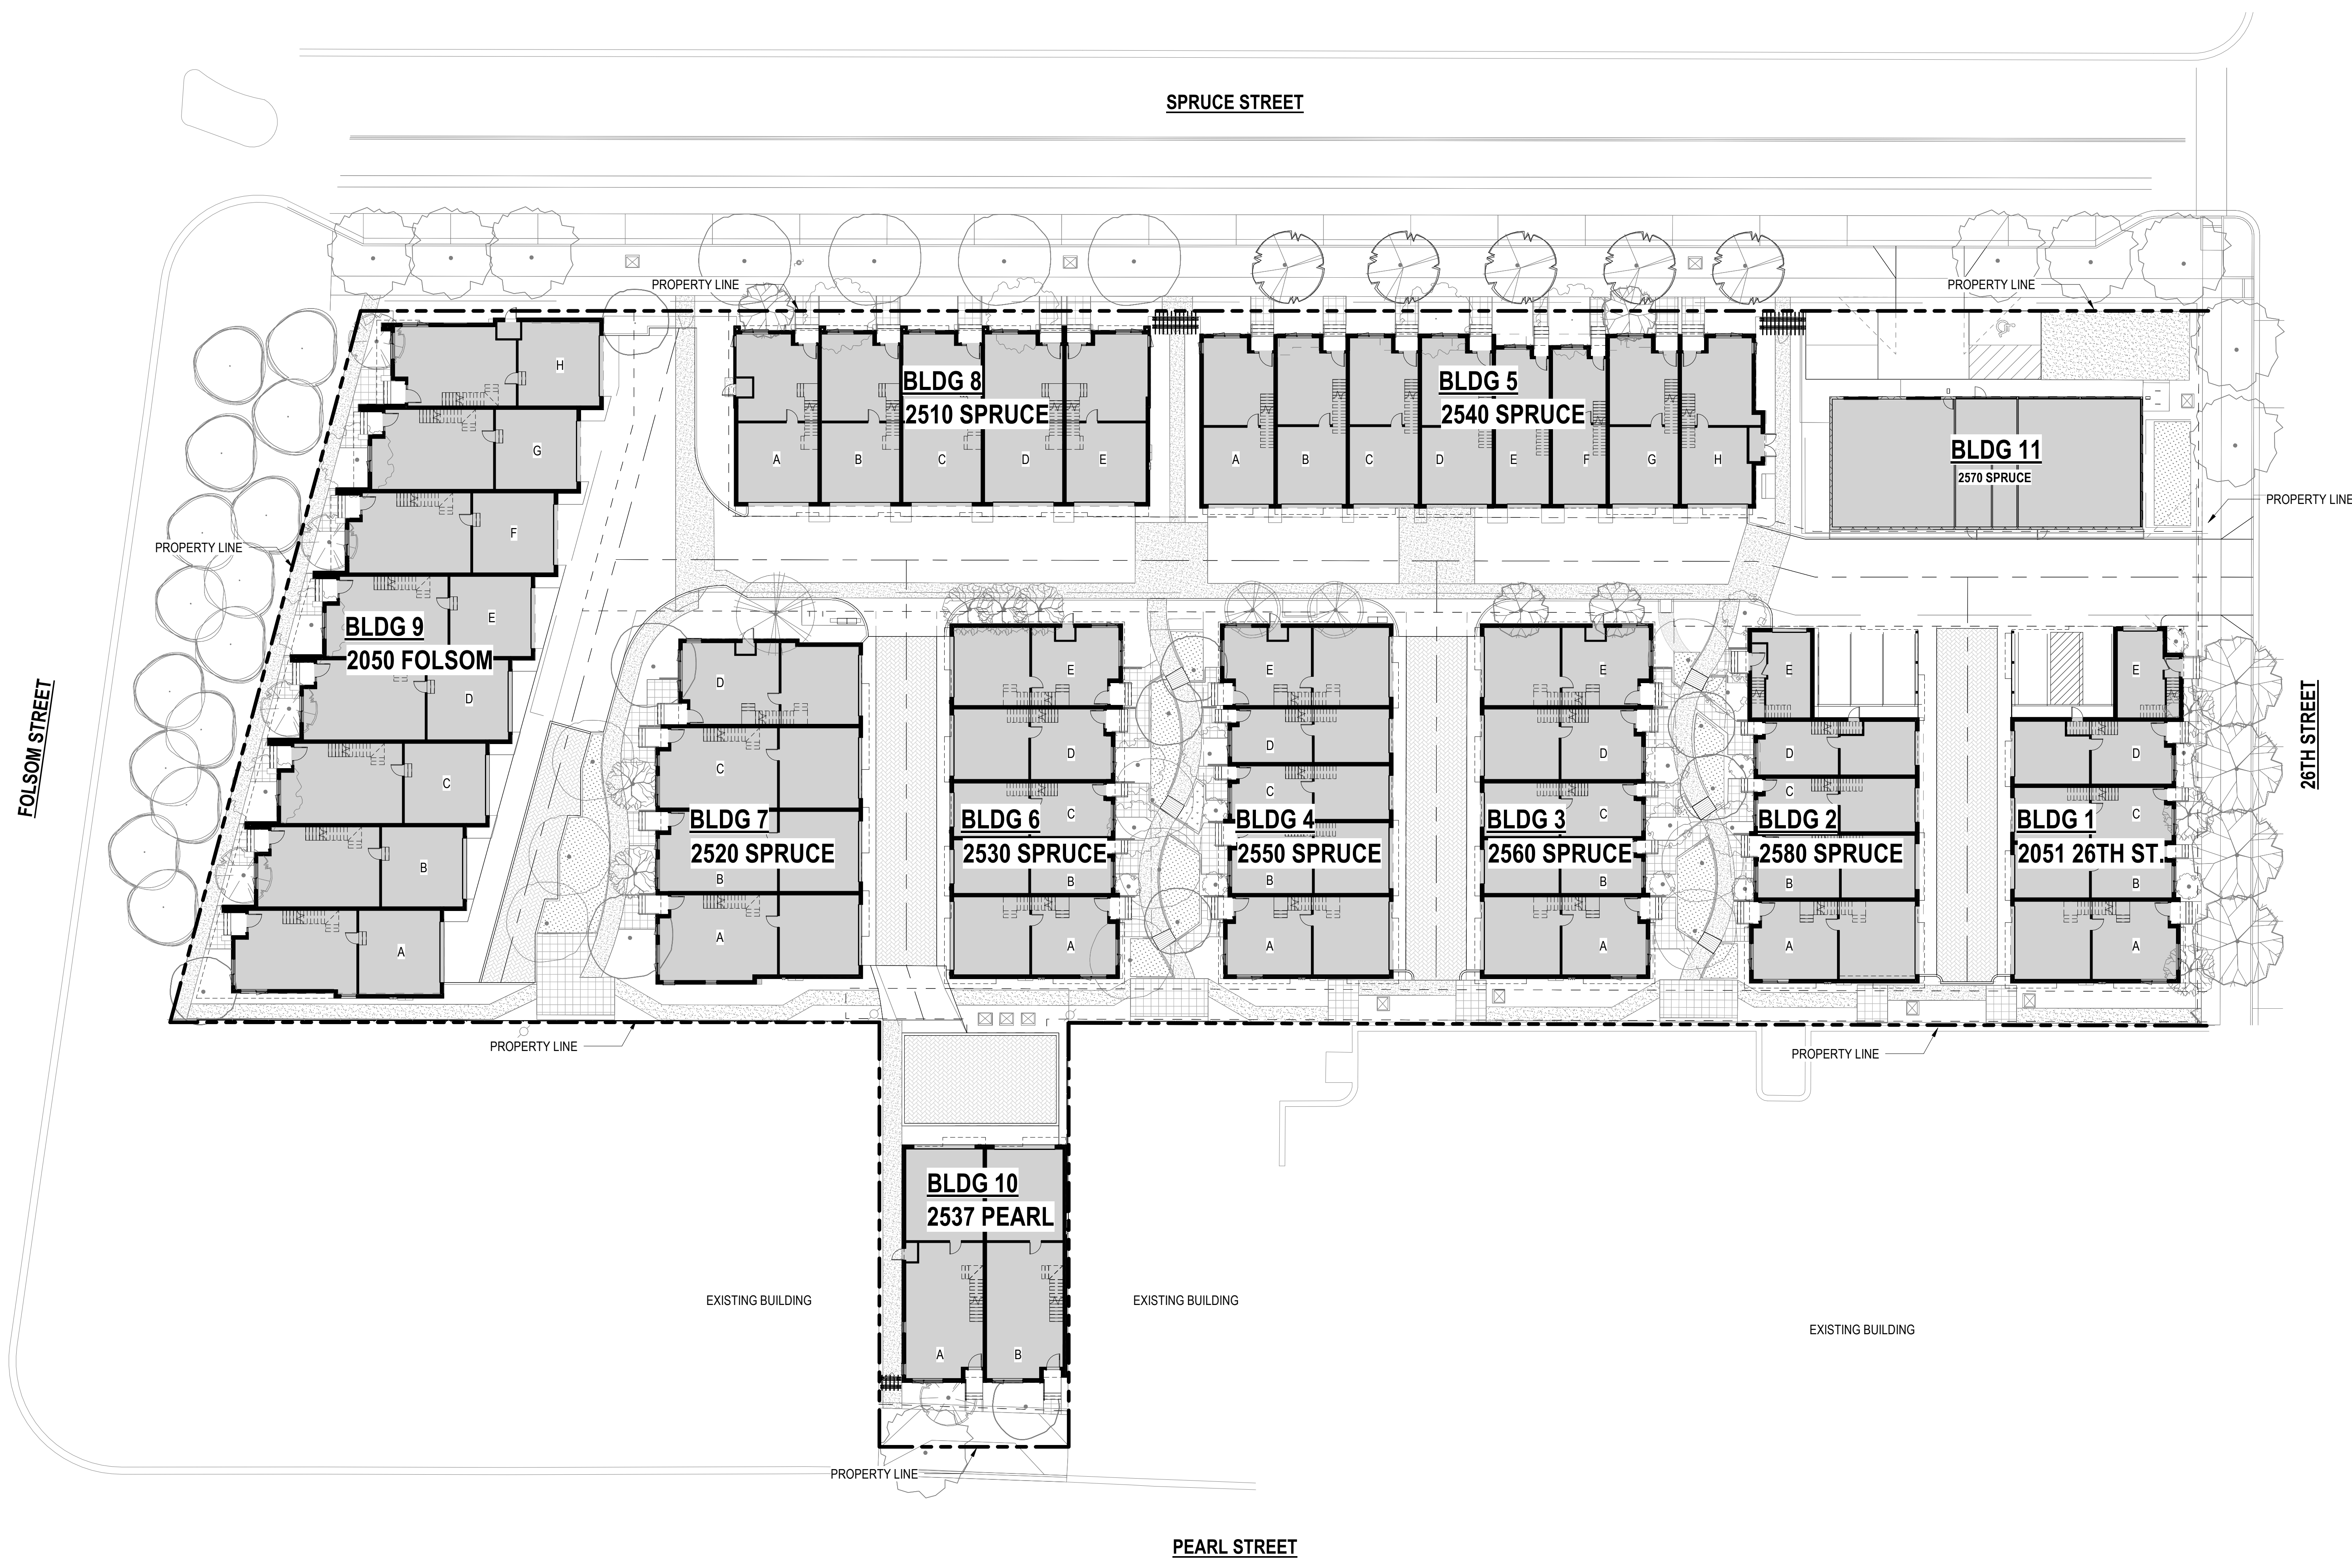 SPRUCE STREET
PROPERTY LINE
PROPERTY LINE
H
G
F
E
D
C
B
A
BLDG 9
2050 FOLSOM
PROPERTY LINE
FOLSOM STREET
BLDG 8
2510 SPRUCE
A
B
C
D
E
BLDG 5
2540 SPRUCE
A
B
C
D
E
F
G
H
BLDG 11
2570 SPRUCE
PROPERTY LINE
D
C
BLDG 7
2520 SPRUCE
B
A
E
D
C
BLDG 6
2530 SPRUCE
B
A
E
D
C
BLDG 4
2550 SPRUCE
B
A
E
D
C
BLDG 3
2560 SPRUCE
B
A
E
D
C
BLDG 2
2580 SPRUCE
B
A
E
D
C
BLDG 1
2051 26TH ST.
B
A
26TH STREET
PROPERTY LINE
PROPERTY LINE
BLDG 10
2537 PEARL
A
B
EXISTING BUILDING
EXISTING BUILDING
EXISTING BUILDING
PROPERTY LINE
PEARL STREET